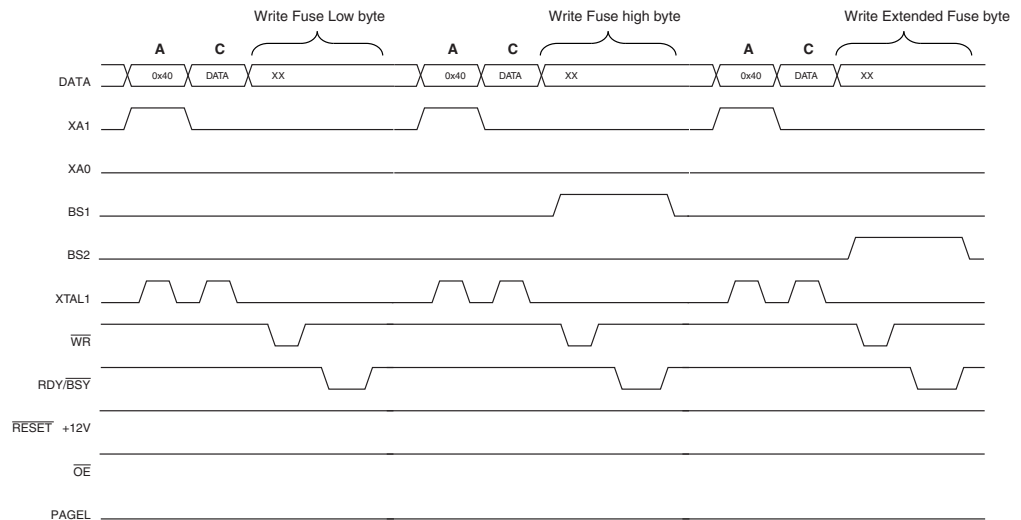 Write Fuse Low byte Write Fuse high byte Write Extended Fuse byte
A C A C A C
DATA 0x40 DATA XX 0x40 DATA XX 0x40 DATA XX
XA1
XA0
BS1
BS2
XTAL1
WR
RDY/BSY
RESET +12V
OE
PAGEL